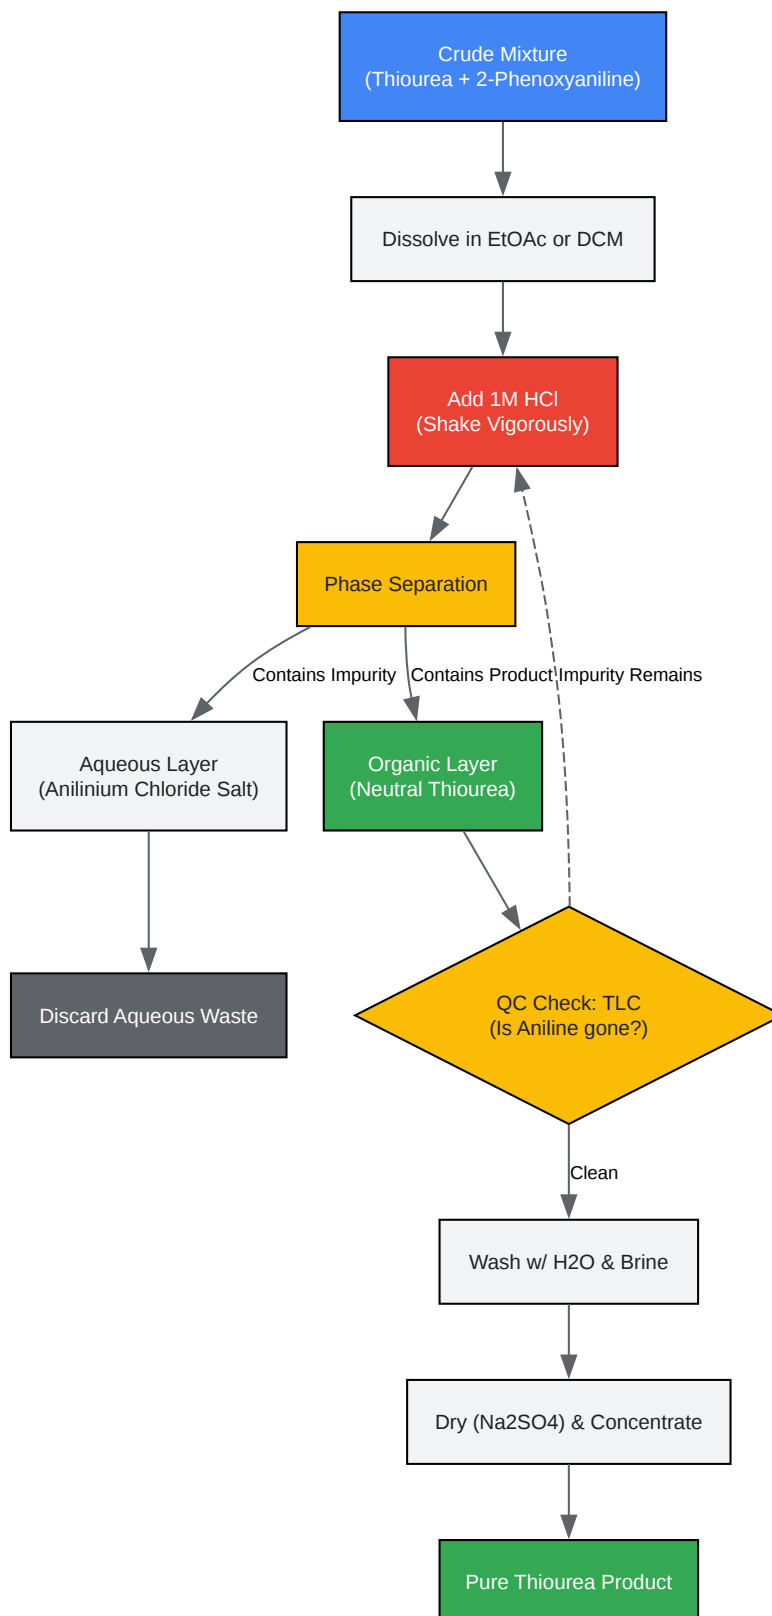 Crude Mixture
(Thiourea + 2-Phenoxyaniline)
Dissolve in EtOAc or DCM
Add 1M HCl
(Shake Vigorously)
Phase Separation
Contains Impurity
Contains Product
Impurity Remains
Aqueous Layer
(Anilinium Chloride Salt)
Organic Layer
(Neutral Thiourea)
Discard Aqueous Waste
QC Check: TLC
(Is Aniline gone?)
Clean
Wash w/ H2O & Brine
Dry (Na2SO4) & Concentrate
Pure Thiourea Product